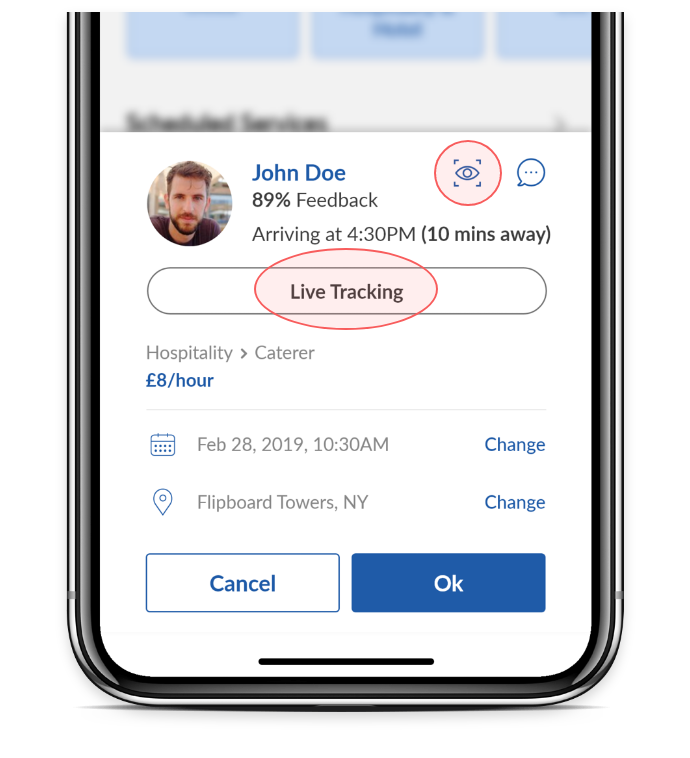 Scheduled Services
John Doe
89% Feedback
Arriving at 4:30PM (10 mins away)
Live Tracking
Hospitality > Caterer
£8/hour
Feb 28, 2019, 10:30AM Change
Flipboard Towers, NY Change
Cancel Ok